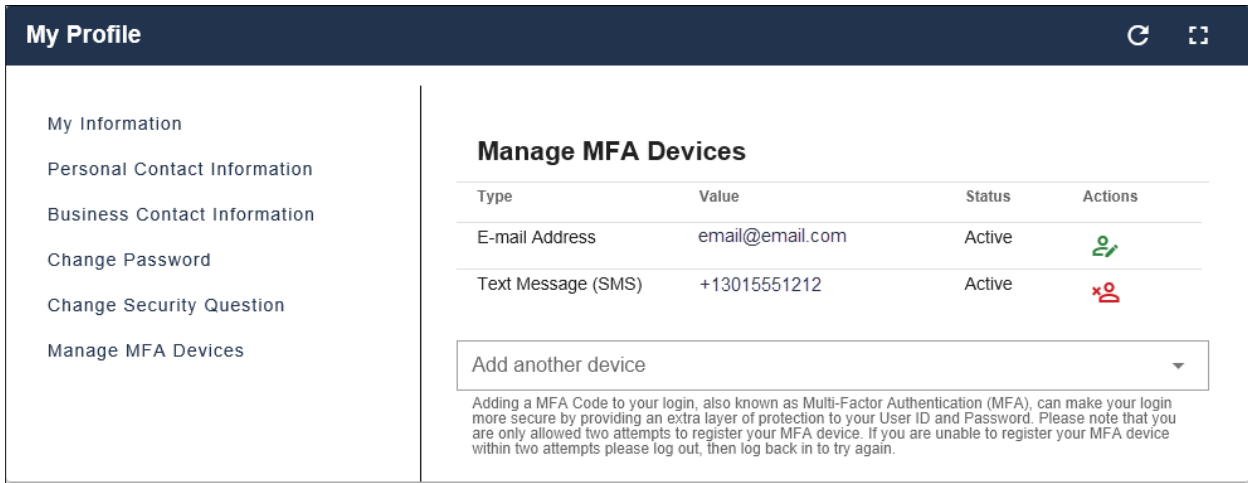 My Profile
My Information
Personal Contact Information
Business Contact Information
Change Password
Change Security Question
Manage MFA Devices
Manage MFA Devices
Type Value Status Actions
E-mail Address email@email.com Active
Text Message (SMS) +13015551212 Active
Add another device
Adding a MFA Code to your login, also known as Multi-Factor Authentication (MFA), can make your login
more secure by providing an extra layer of protection to your User ID and Password. Please note that you
are only allowed two attempts to register your MFA device. If you are unable to register your MFA device
within two attempts please log out, then log back in to try again.